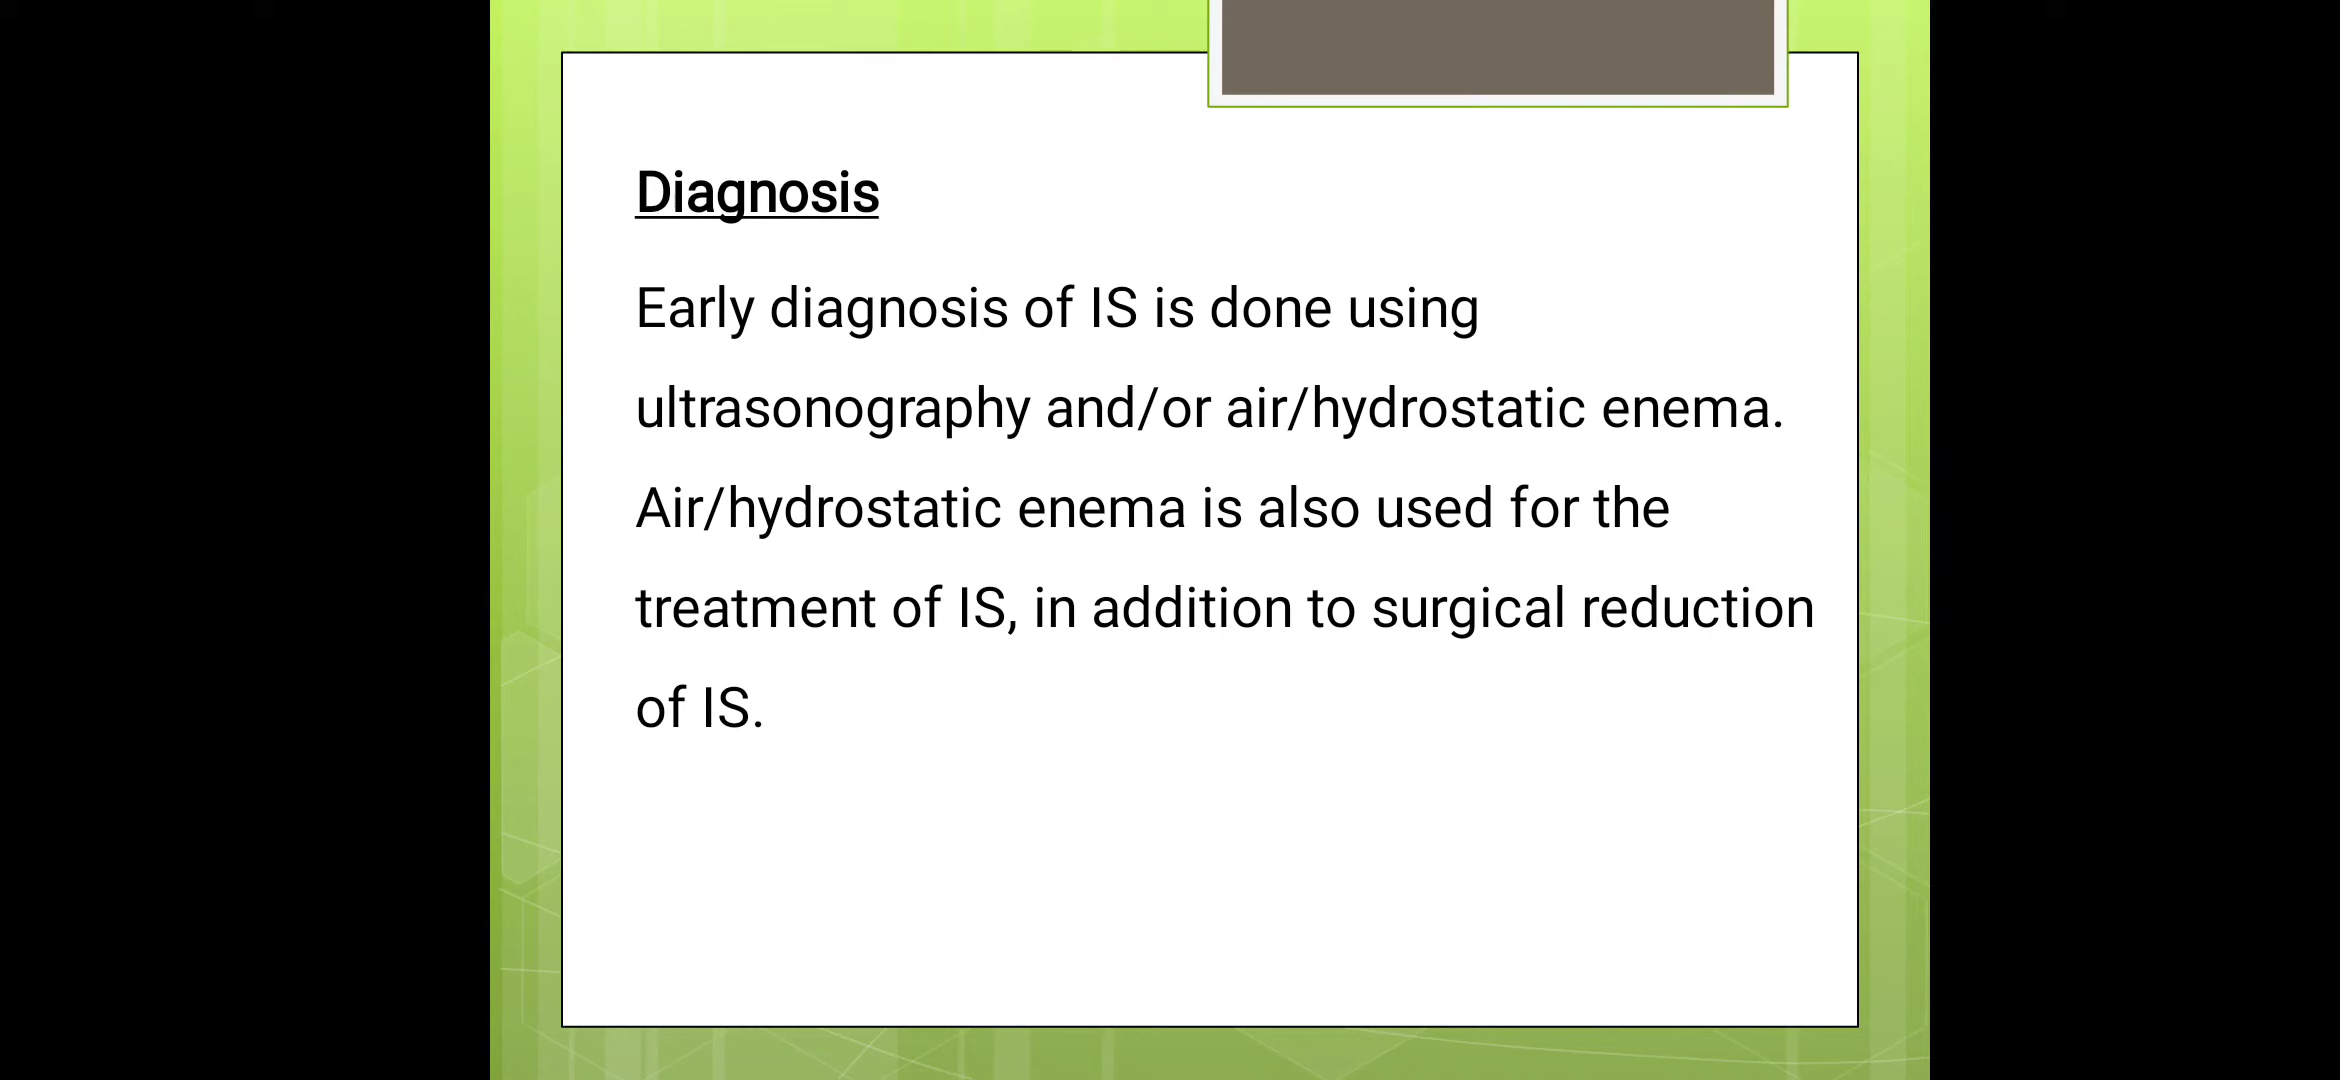 Diagnosis
Early diagnosis of IS is done using
ultrasonography and/or air/hydrostatic enema.
Air/hydrostatic enema is also used for the
treatment of IS, in addition to surgical reduction
of IS.